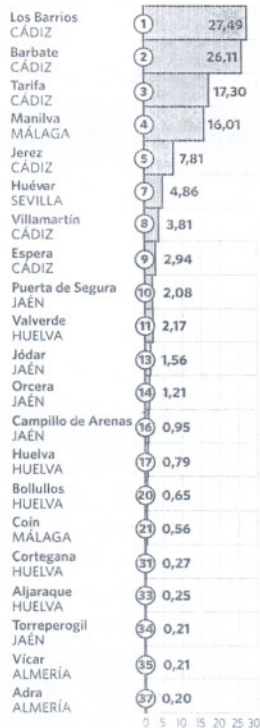 Los Barrios
CÁDIZ
1 27,49
Barbate
CÁDIZ
2 26,11
Tarifa
CÁDIZ
3 17,30
Manilva
MÁLAGA
4 16,01
Jerez
CÁDIZ
5 7,81
Huévar
SEVILLA
7 4,86
Villamartín
CÁDIZ
8 3,81
Espera
CÁDIZ
9 2,94
Puerta de Segura
JAÉN
10 2,08
Valverde
HUELVA
11 2,17
Jódar
JAÉN
13 1,56
Orcera
JAÉN
14 1,21
Campillo de Arenas
JAÉN
16 0,95
Huelva
HUELVA
17 0,79
Bollullos
HUELVA
20 0,65
Coín
MÁLAGA
21 0,56
Cortegana
HUELVA
31 0,27
Aljaraque
HUELVA
33 0,25
Torreperogil
JAÉN
34 0,21
Vícar
ALMERÍA
35 0,21
Adra
ALMERÍA
37 0,20
0 5 10 15 20 25 30